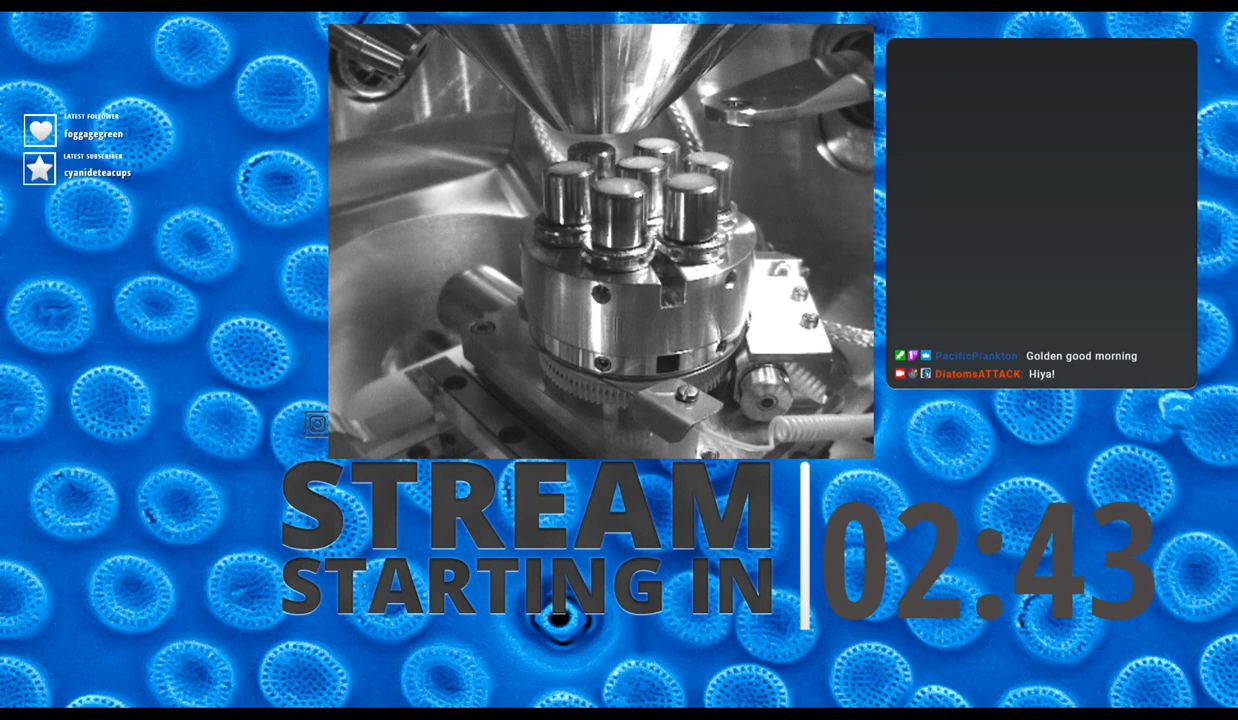 LATEST FOLLOWER
foggagegreen
LATEST SUBSCRIBER
cyanideteacups
PacificPlankton Golden good morning
DiatomsATTACK: Hiya!
STREAM
STARTING IN
02:43